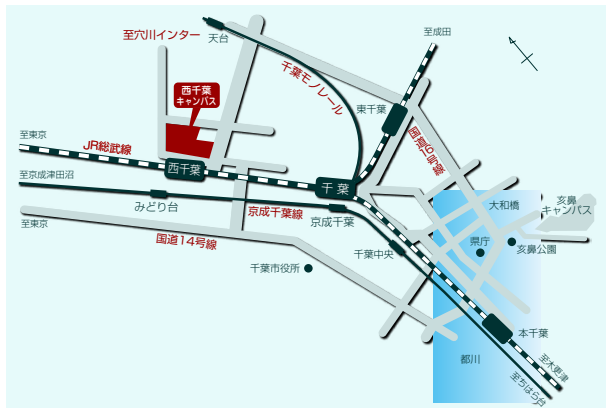 至穴川インター
天台
至成田
千葉モノレール
西千葉
キャンパス
東千葉
国道16号線
至東京
JR総武線
西千葉
至京成津田沼
千葉
みどり台
京成千葉線
京成千葉
大和橋
亥鼻
キャンパス
至東京
国道14号線
千葉中央
県庁
亥鼻公園
千葉市役所
本千葉
都川
至木更津
至ちはら台